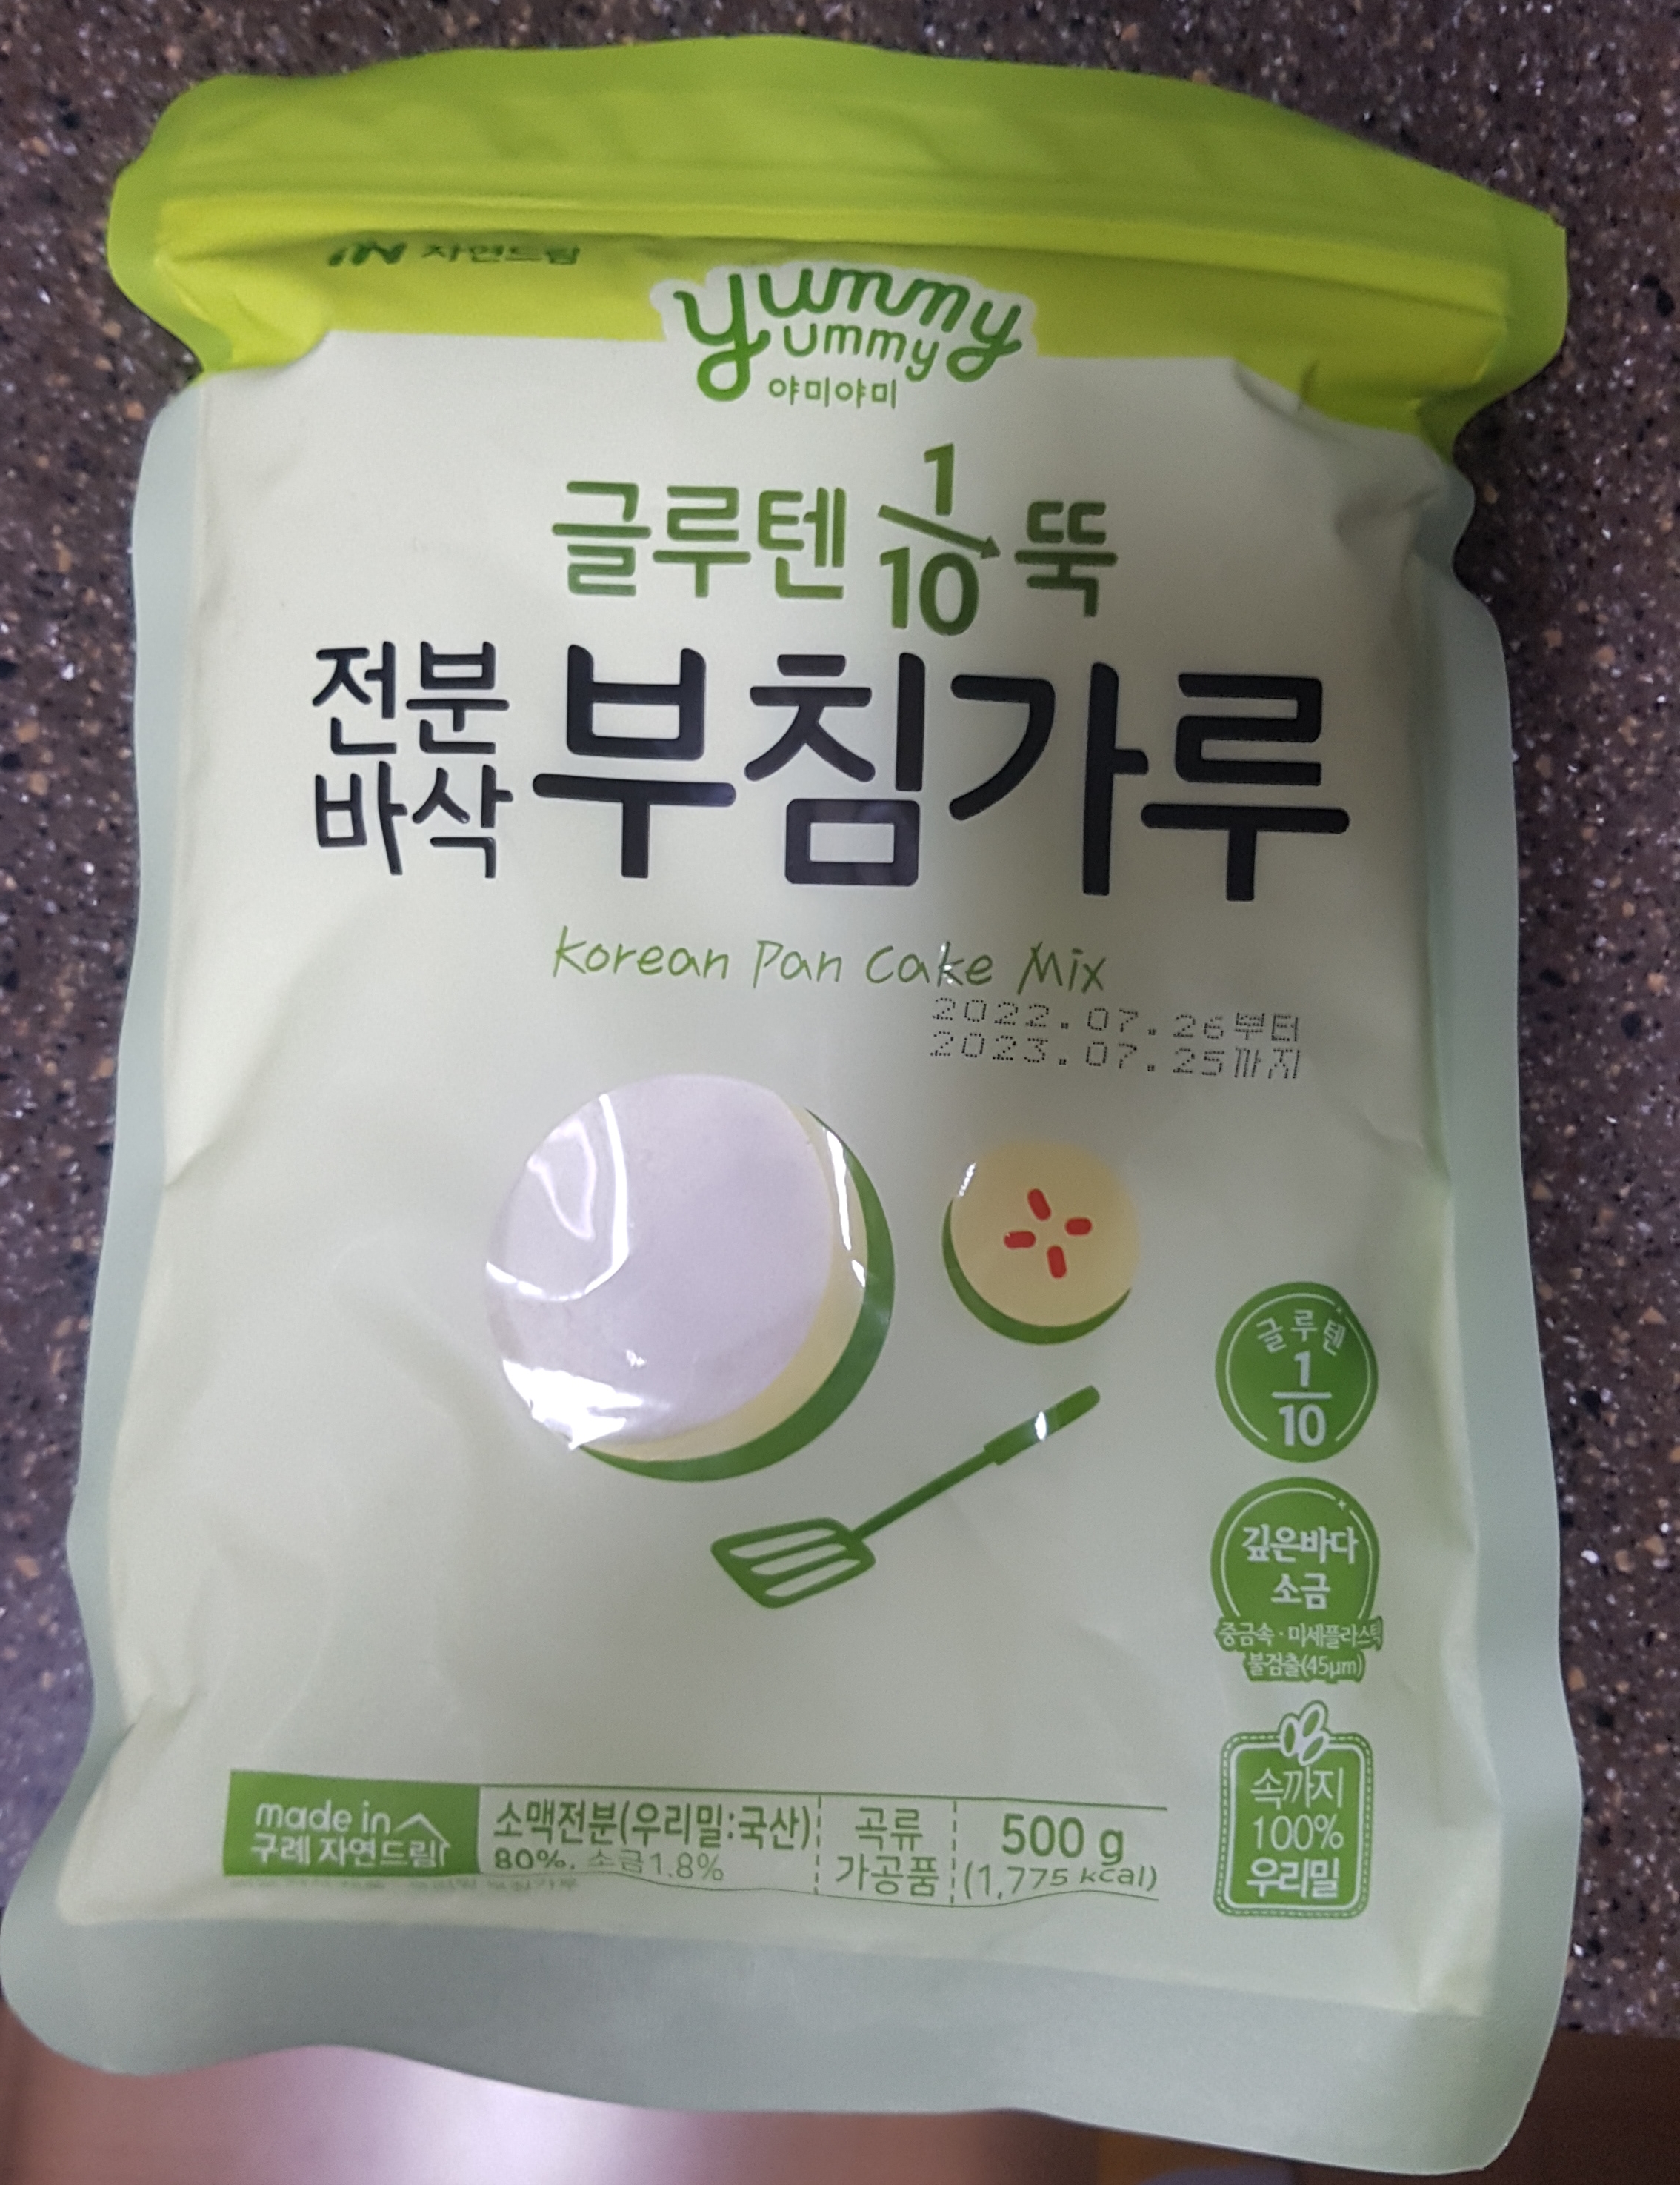 iN 자연드림
yummy
yummy
야미야미
글루텐 1/10 뚝
전분
바삭
부침가루
Korean Pan Cake Mix
2022.07.26부터
2023.07.25까지
글루텐
1
10
깊은바다
소금
중금속·미세플라스틱
불검출(45μm)
속까지
100%
우리밀
made in
구례 자연드림
소맥전분(우리밀:국산)
80%, 소금1.8%
곡류
가공품
500 g
(1,775 kcal)